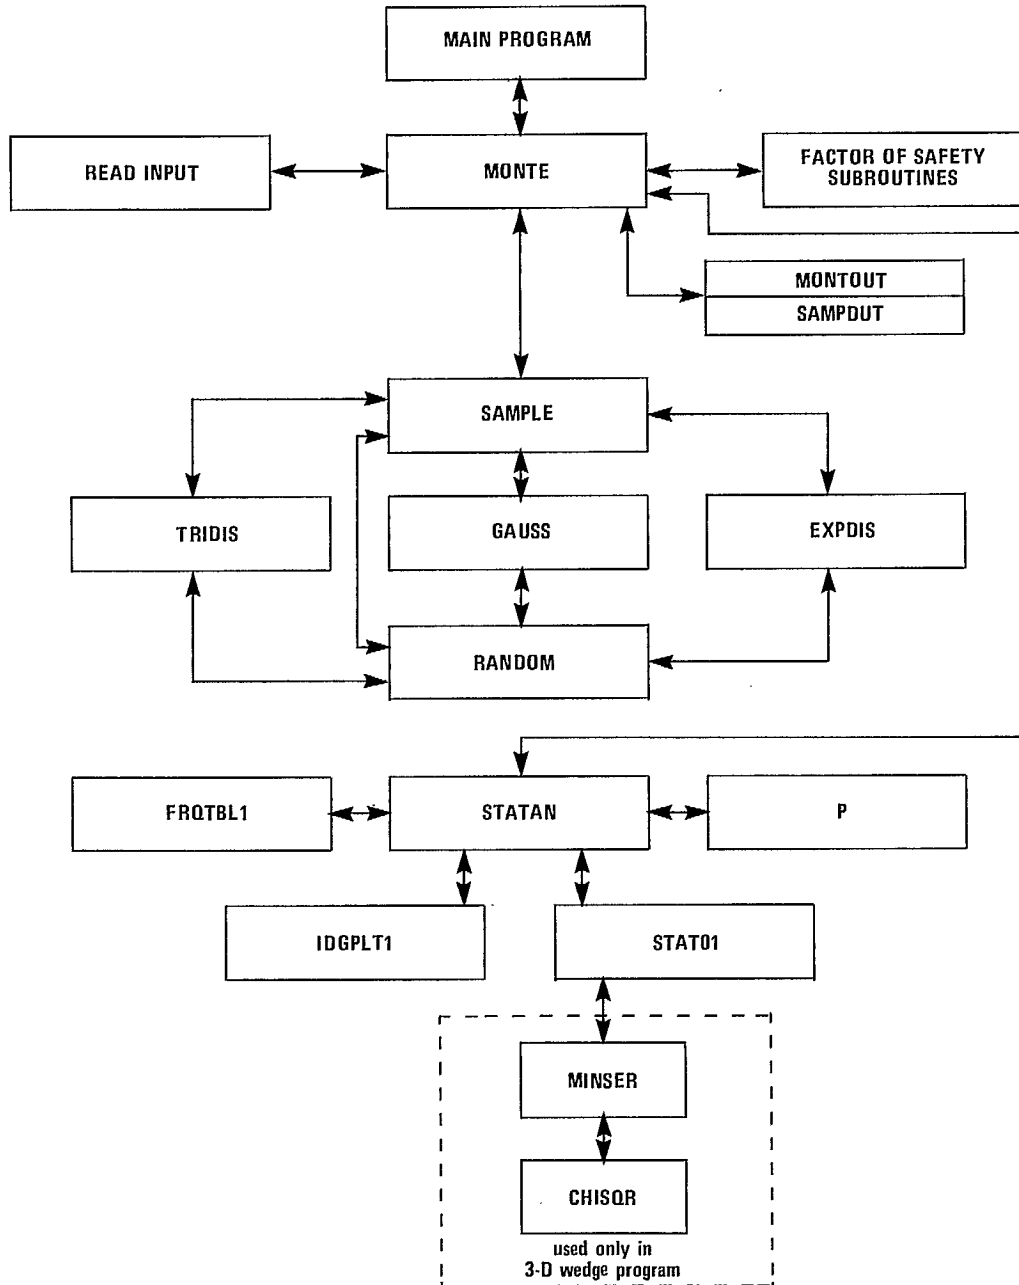 MAIN PROGRAM
READ INPUT
MONTE
FACTOR OF SAFETY
SUBROUTINES
MONTOUT
SAMPDUT
SAMPLE
TRIDIS
GAUSS
EXPDIS
RANDOM
FRQTBL1
STATAN
P
IDGPLT1
STAT01
MINSER
CHISQR
used only in
3-D wedge program